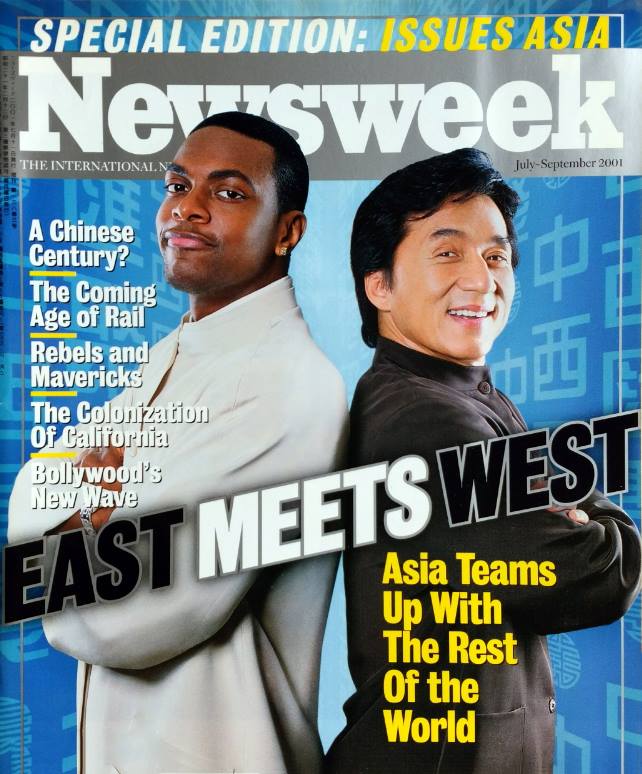 SPECIAL EDITION: ISSUES ASIA
Newsweek
THE INTERNATIONAL
July-September 2001
A Chinese
Century?
The Coming
Age of Rail
Rebels and
Mavericks
The Colonization
Of California
Bollywood's
New Wave
EAST MEETS WEST
Asia Teams
Up With
The Rest
Of the
World
中
西